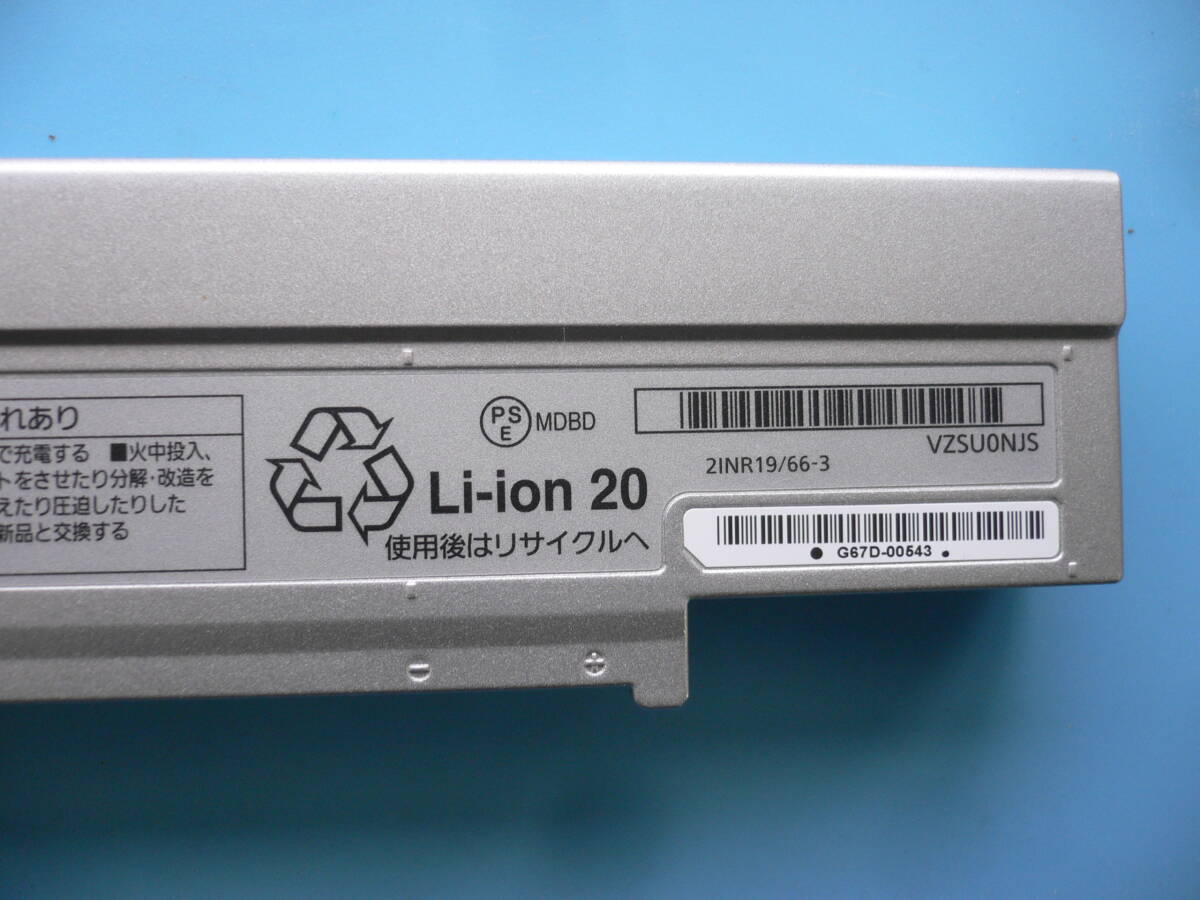 れあり
で充電する ■火中投入、
トをさせたり分解・改造を
えたり圧迫したりした
新品と交換する
PS
E
MDBD
Li-ion 20
使用後はリサイクルへ
VZSU0NJS
2INR19/66-3
G67D-00543